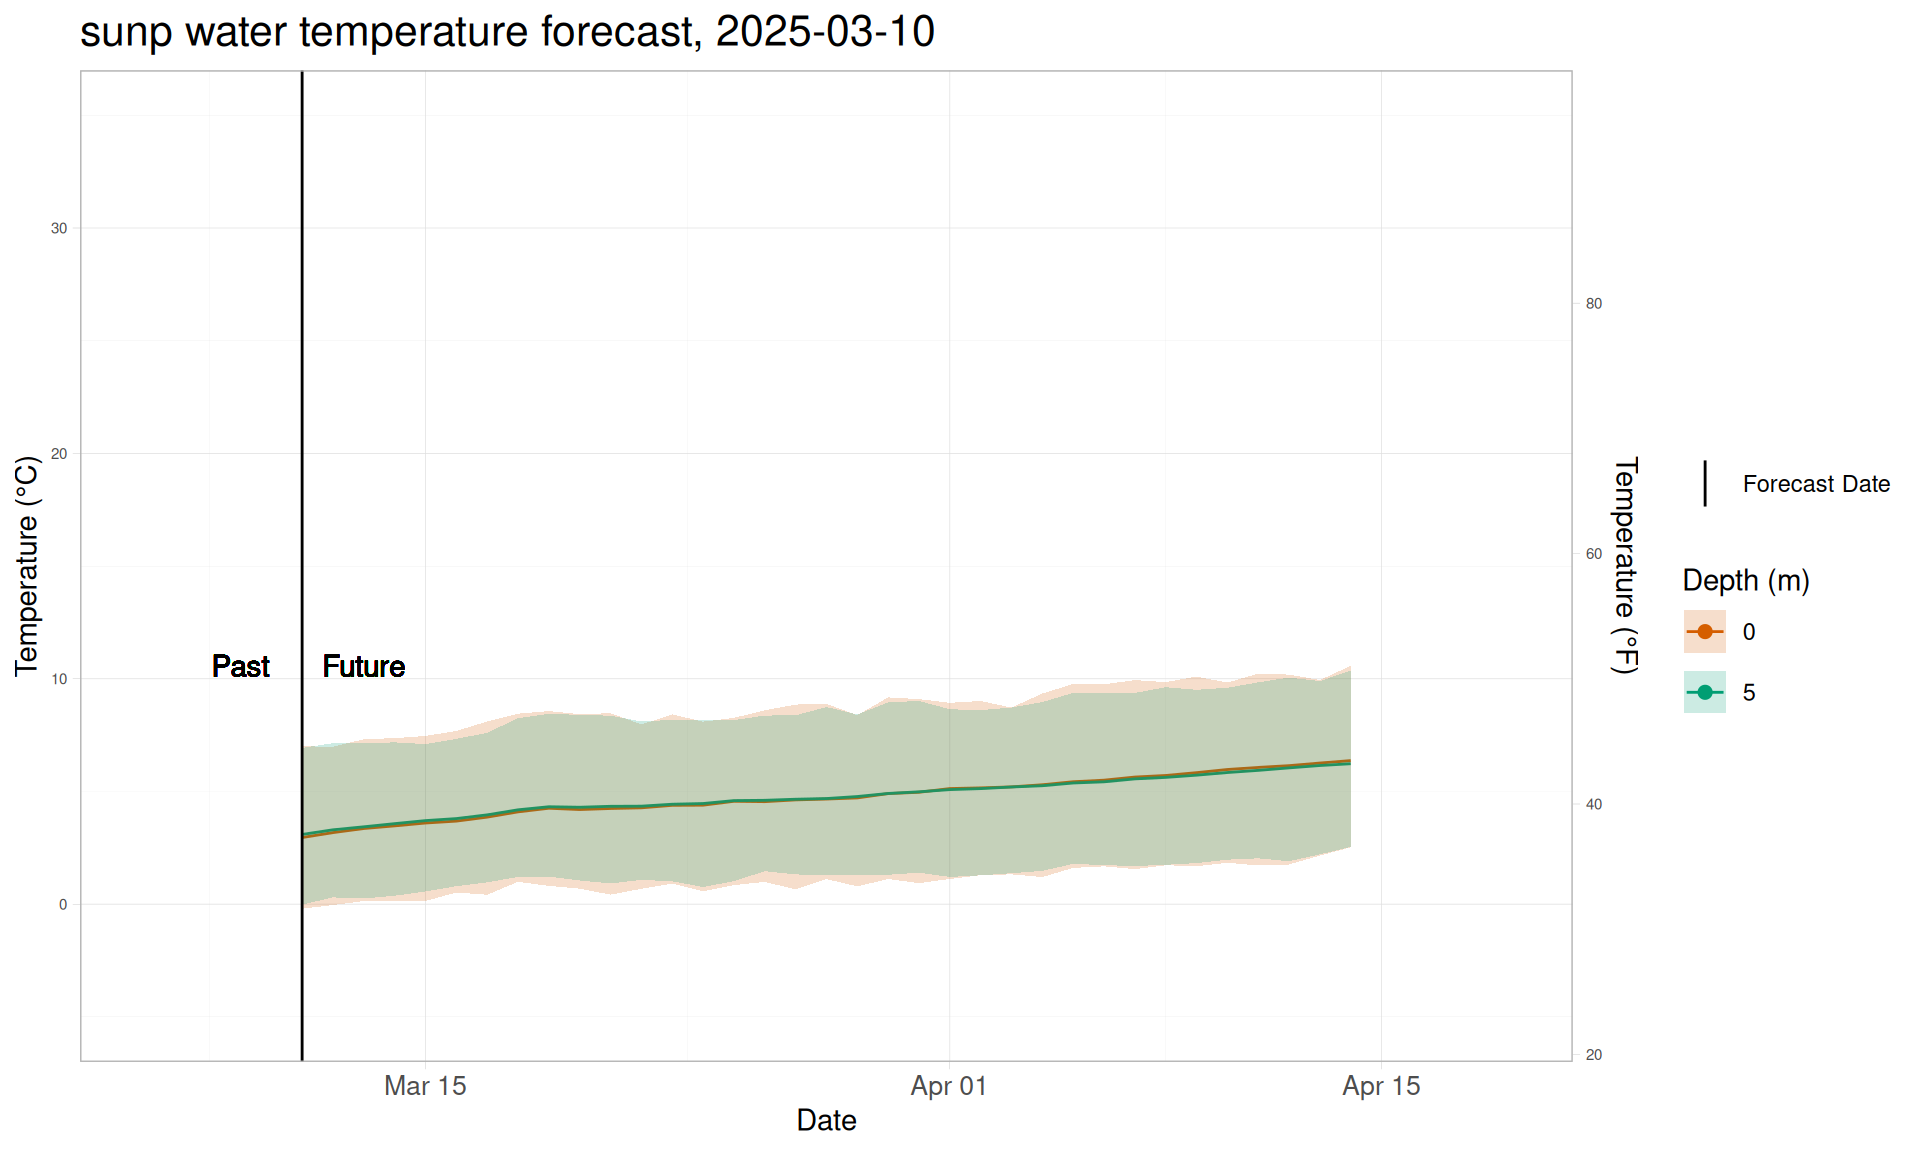 sunp water temperature forecast, 2025-03-10
Temperature (°C)
30
20
10
0
Past
Future
80
60
40
20
Temperature (°F)
Mar 15
Apr 01
Apr 15
Date
Forecast Date
Depth (m)
0
5